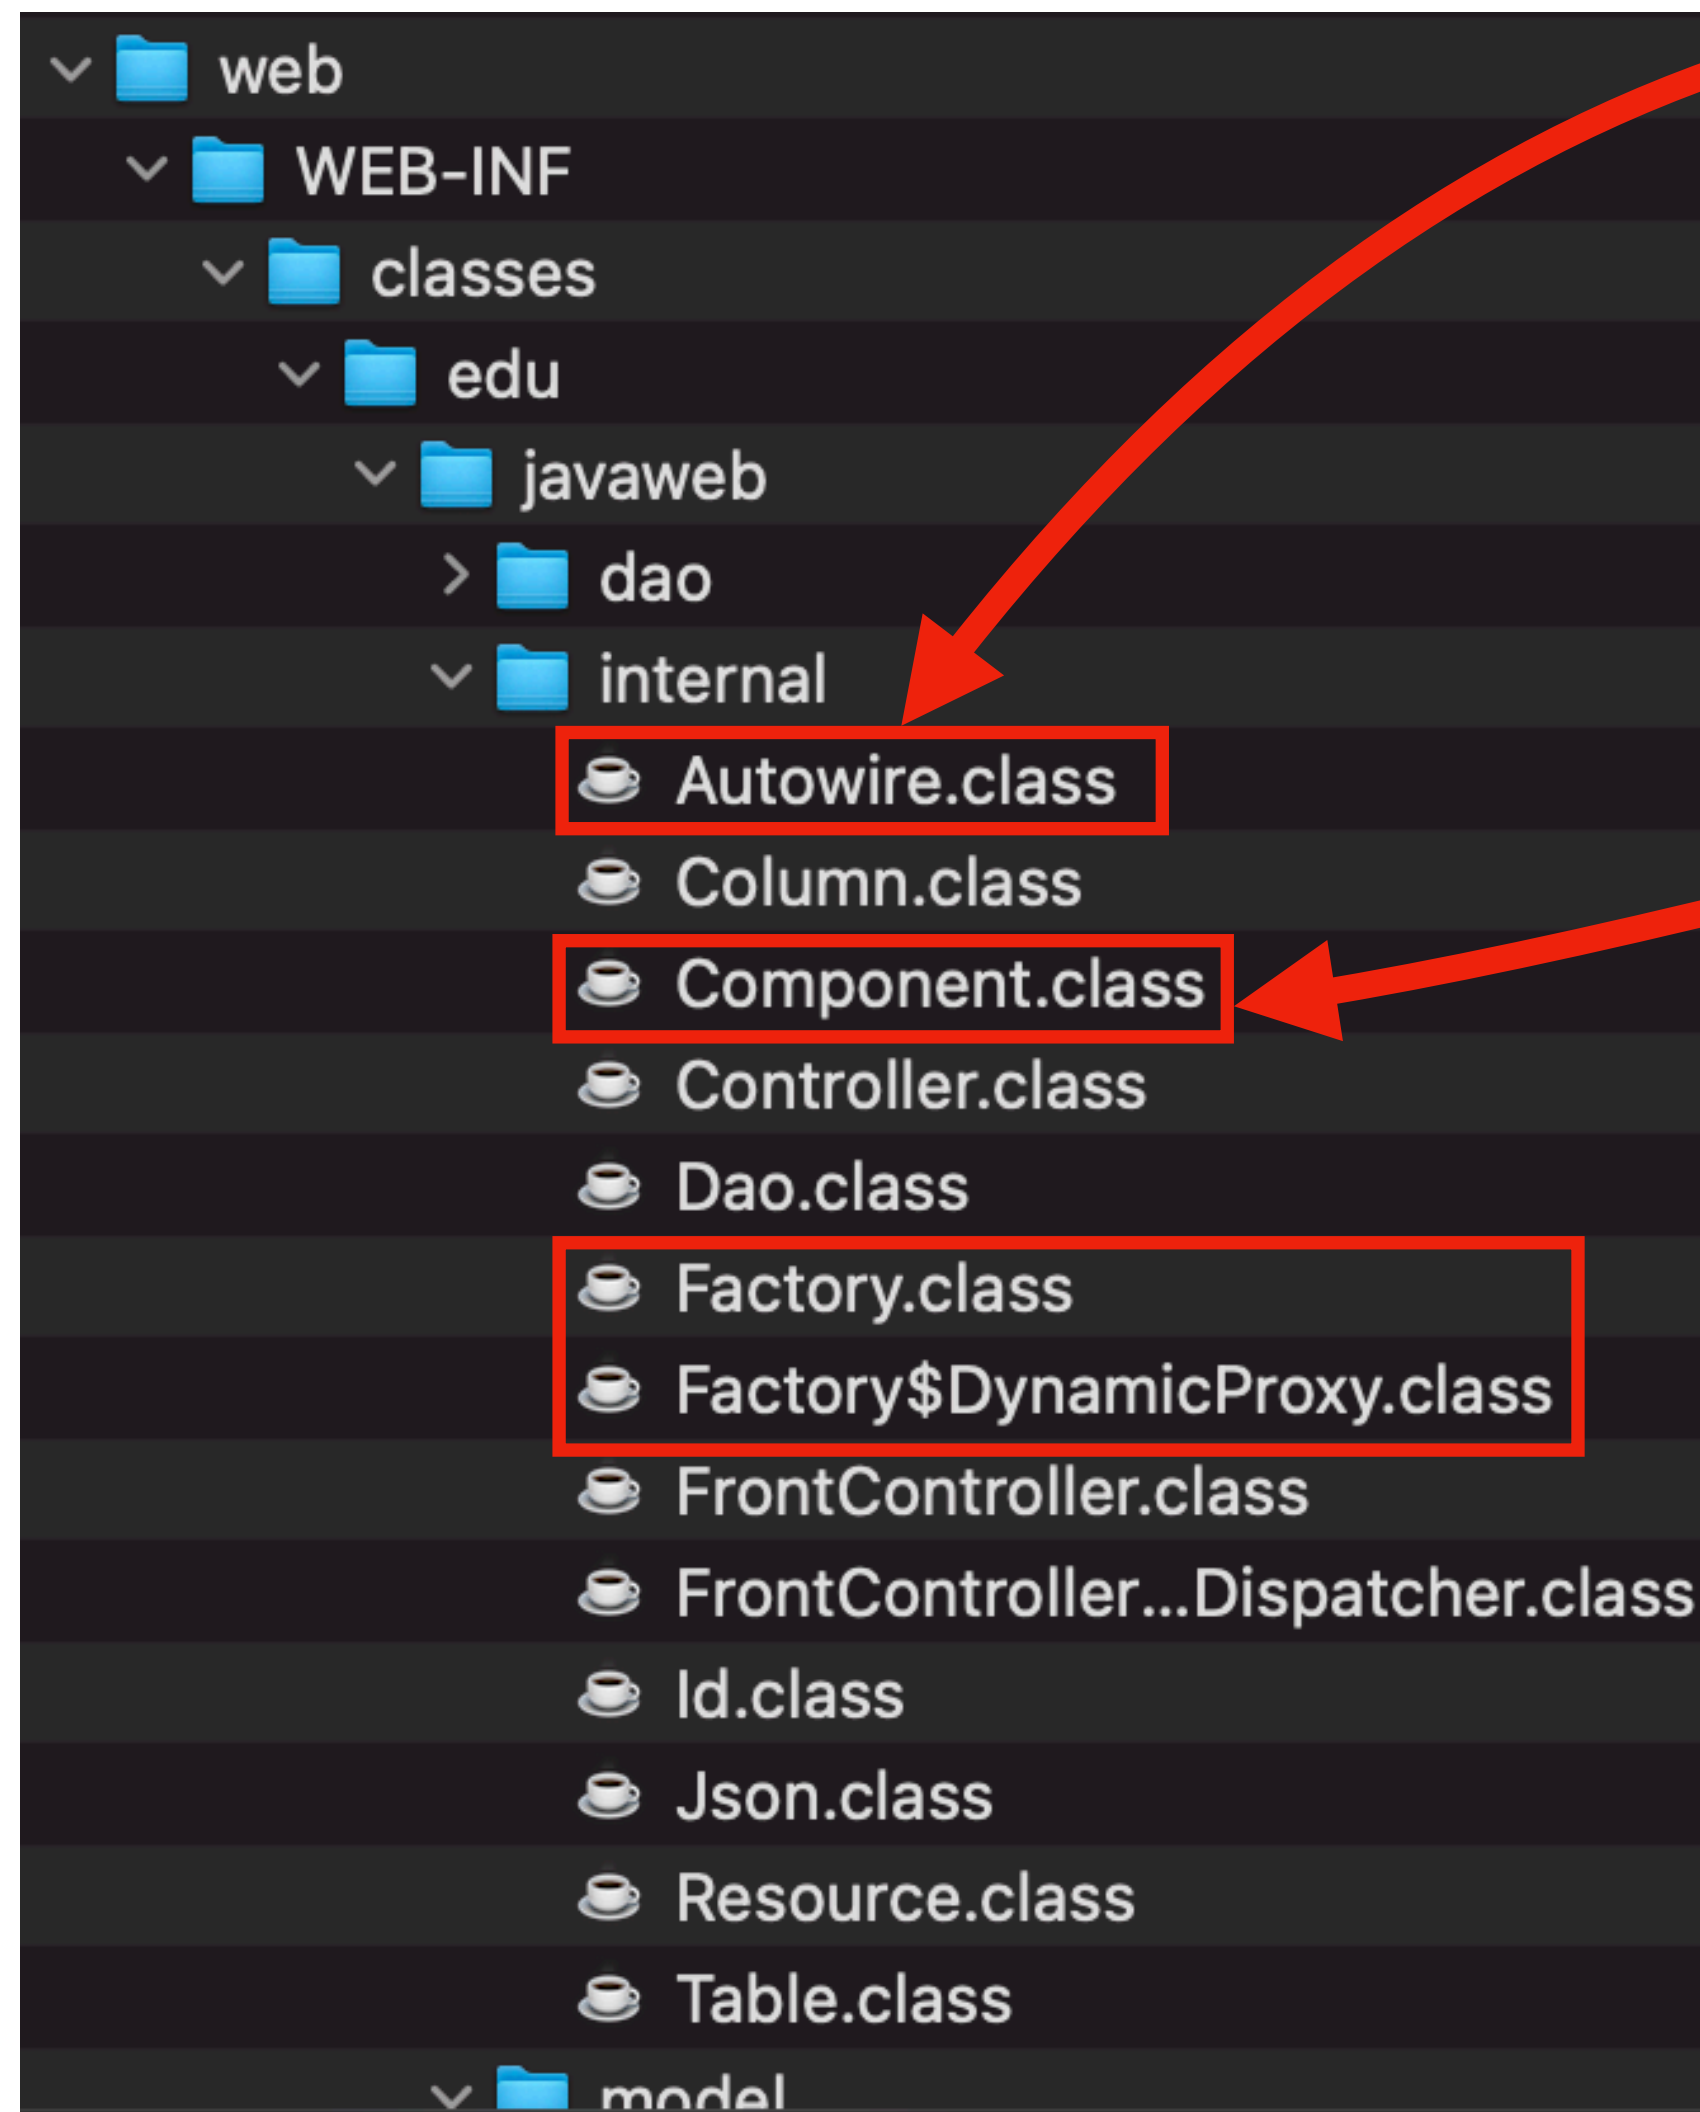 web
WEB-INF
classes
edu
javaweb
dao
internal
Autowire.class
Column.class
Component.class
Controller.class
Dao.class
Factory.class
Factory$DynamicProxy.class
FrontController.class
FrontController...Dispatcher.class
Id.class
Json.class
Resource.class
Table.class
model